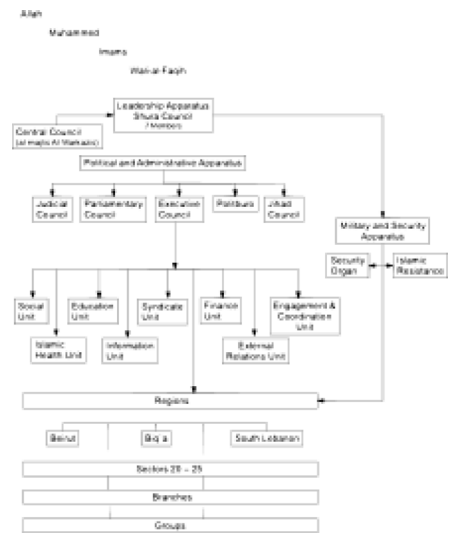 Allah
Muhammed
Imams
Wali-al-Faqih
Leadership Apparatus
Shura Council
7 Members
Central Council
(al majlis Al Markazis)
Political and Administrative Apparatus
Judicial
Council
Parliamentary
Council
Executive
Council
Politburo
Jihad
Council
Military and Security
Apparatus
Security
Organ
Islamic
Resistance
Social
Unit
Education
Unit
Syndicate
Unit
Finance
Unit
Engagement &
Coordination
Unit
Islamic
Health Unit
Information
Unit
External
Relations Unit
Regions
Beirut
Biq a
South Lebanon
Sectors 20 – 25
Branches
Groups